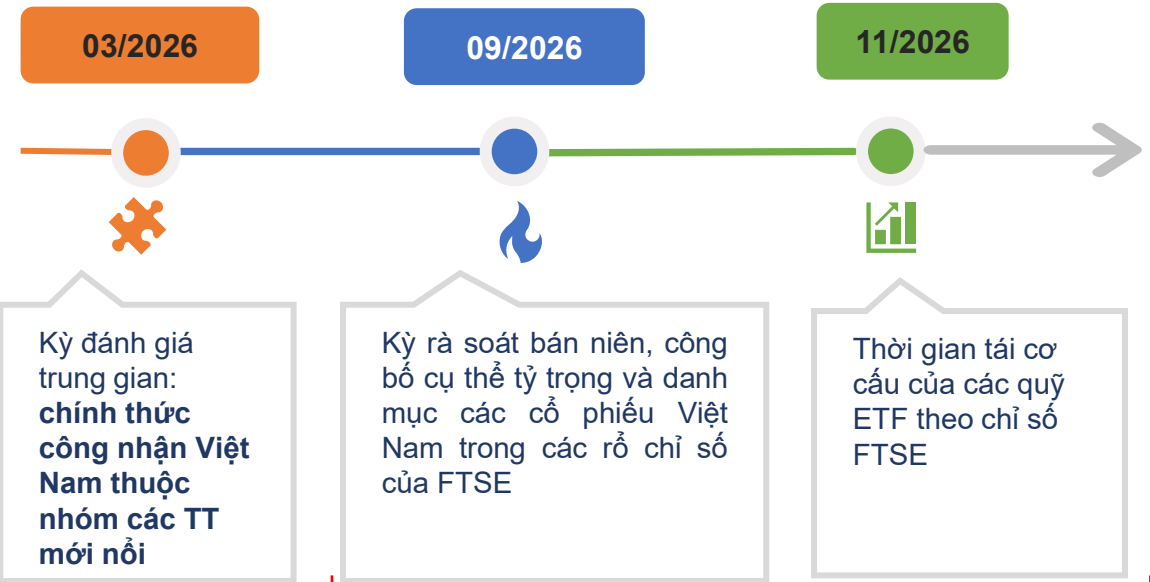 03/2026
09/2026
11/2026
Kỳ đánh giá
trung gian:
chính thức
công nhận Việt
Nam thuộc
nhóm các TT
mới nổi
Kỳ rà soát bán niên, công
bố cụ thể tỷ trọng và danh
mục các cổ phiếu Việt
Nam trong các rổ chỉ số
của FTSE
Thời gian tái cơ
cấu của các quỹ
ETF theo chỉ số
FTSE